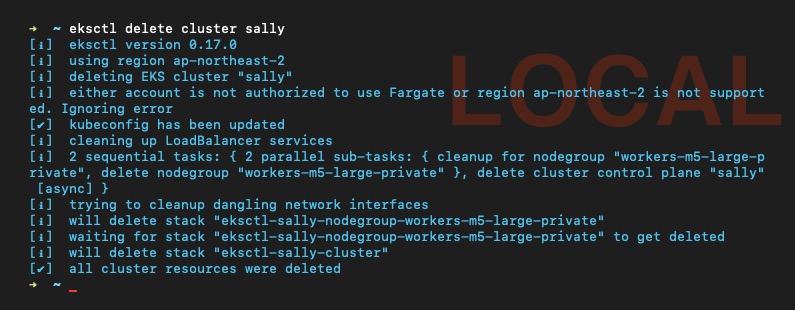 ➜  ~ eksctl delete cluster sally
[ℹ]  eksctl version 0.17.0
[ℹ]  using region ap-northeast-2
[ℹ]  deleting EKS cluster "sally"
[ℹ]  either account is not authorized to use Fargate or region ap-northeast-2 is not support
ed. Ignoring error
[✔]  kubeconfig has been updated
[ℹ]  cleaning up LoadBalancer services
[ℹ]  2 sequential tasks: { 2 parallel sub-tasks: { cleanup for nodegroup "workers-m5-large-p
rivate", delete nodegroup "workers-m5-large-private" }, delete cluster control plane "sally"
 [async] }
[ℹ]  trying to cleanup dangling network interfaces
[ℹ]  will delete stack "eksctl-sally-nodegroup-workers-m5-large-private"
[ℹ]  waiting for stack "eksctl-sally-nodegroup-workers-m5-large-private" to get deleted
[ℹ]  will delete stack "eksctl-sally-cluster"
[✔]  all cluster resources were deleted
➜  ~ _
LOCAL